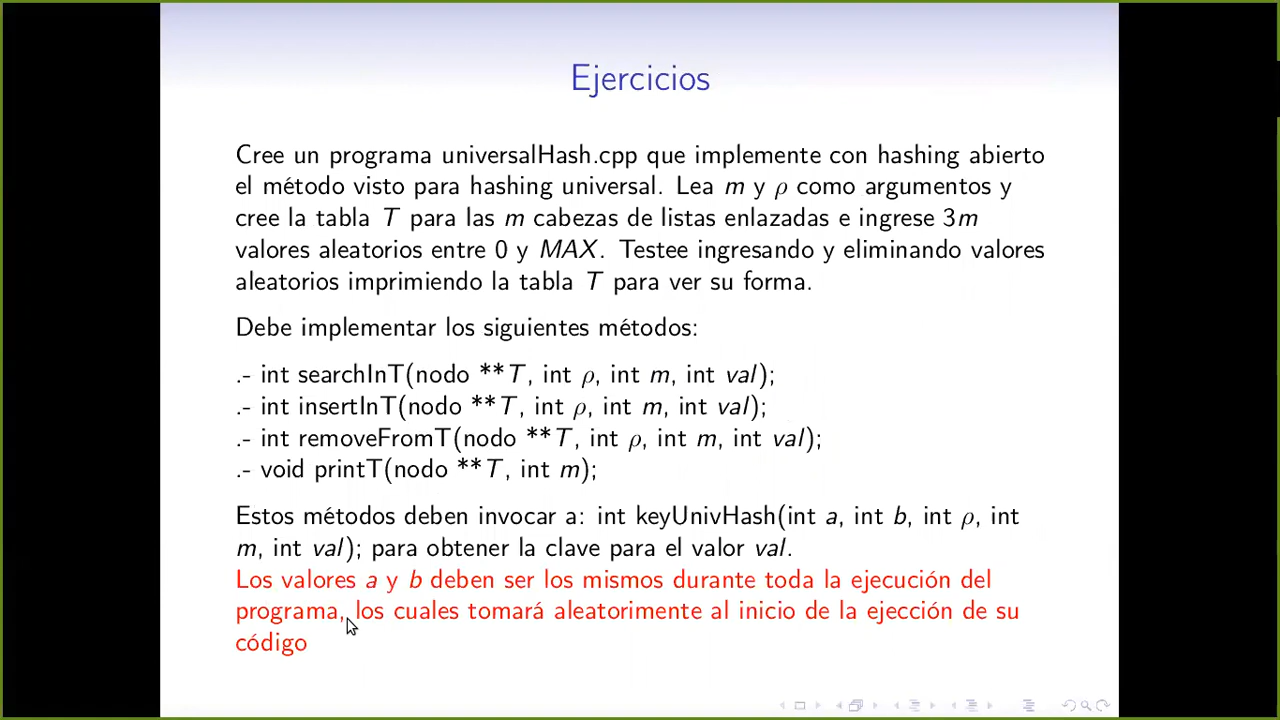 Ejercicios
Cree un programa universalHash.cpp que implemente con hashing abierto
el método visto para hashing universal. Lea m y ρ como argumentos y
cree la tabla T para las m cabezas de listas enlazadas e ingrese 3m
valores aleatorios entre 0 y MAX. Testee ingresando y eliminando valores
aleatorios imprimiendo la tabla T para ver su forma.
Debe implementar los siguientes métodos:
.- int searchInT(nodo **T, int ρ, int m, int val);
.- int insertInT(nodo **T, int ρ, int m, int val);
.- int removeFromT(nodo **T, int ρ, int m, int val);
.- void printT(nodo **T, int m);
Estos métodos deben invocar a: int keyUnivHash(int a, int b, int ρ, int
m, int val); para obtener la clave para el valor val.
Los valores a y b deben ser los mismos durante toda la ejecución del
programa, los cuales tomará aleatorimente al inicio de la ejección de su
código